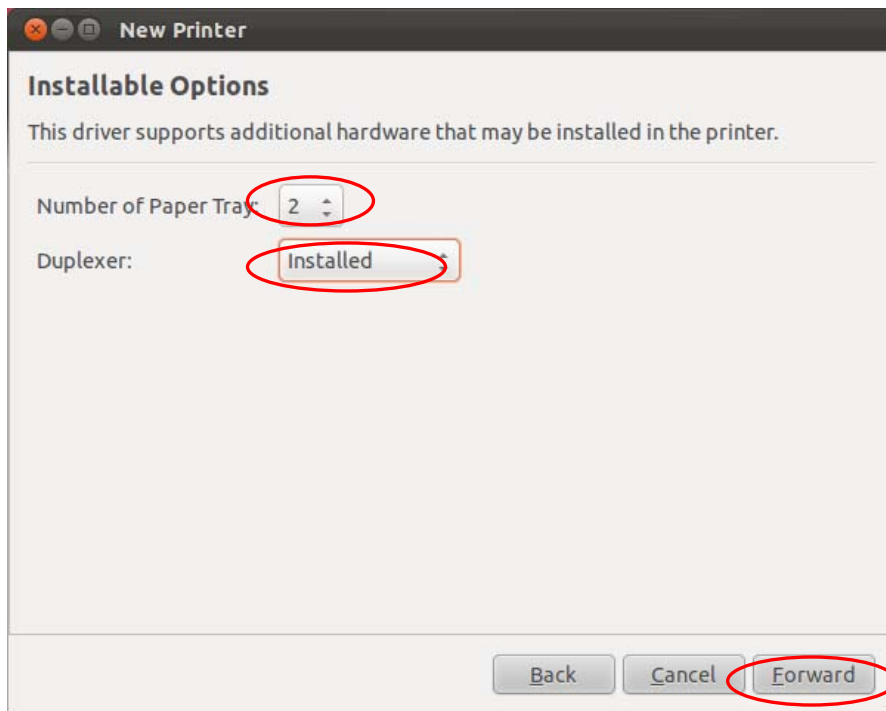 New Printer
Installable Options
This driver supports additional hardware that may be installed in the printer.
Number of Paper Tray: 2
Duplexer: Installed
Back Cancel Forward